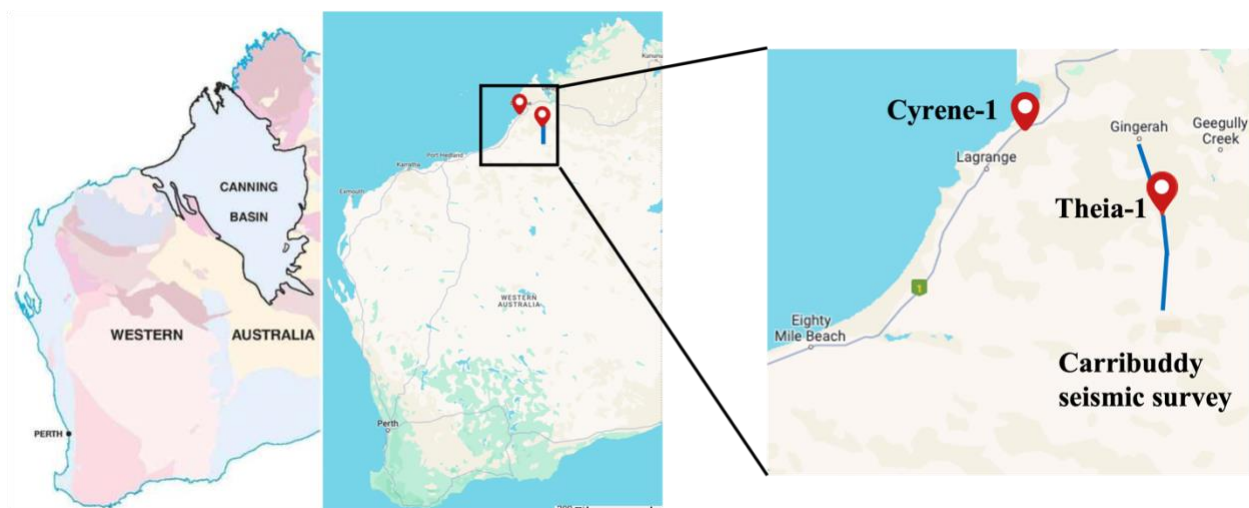 CANNING
BASIN
WESTERN
AUSTRALIA
PERTH
Port Hedland
Karratha
Exmouth
WESTERN
AUSTRALIA
Perth
Cyrene-1
Lagrange
Gingerah
Geegully
Creek
Theia-1
1
Eighty
Mile Beach
Carribuddy
seismic survey